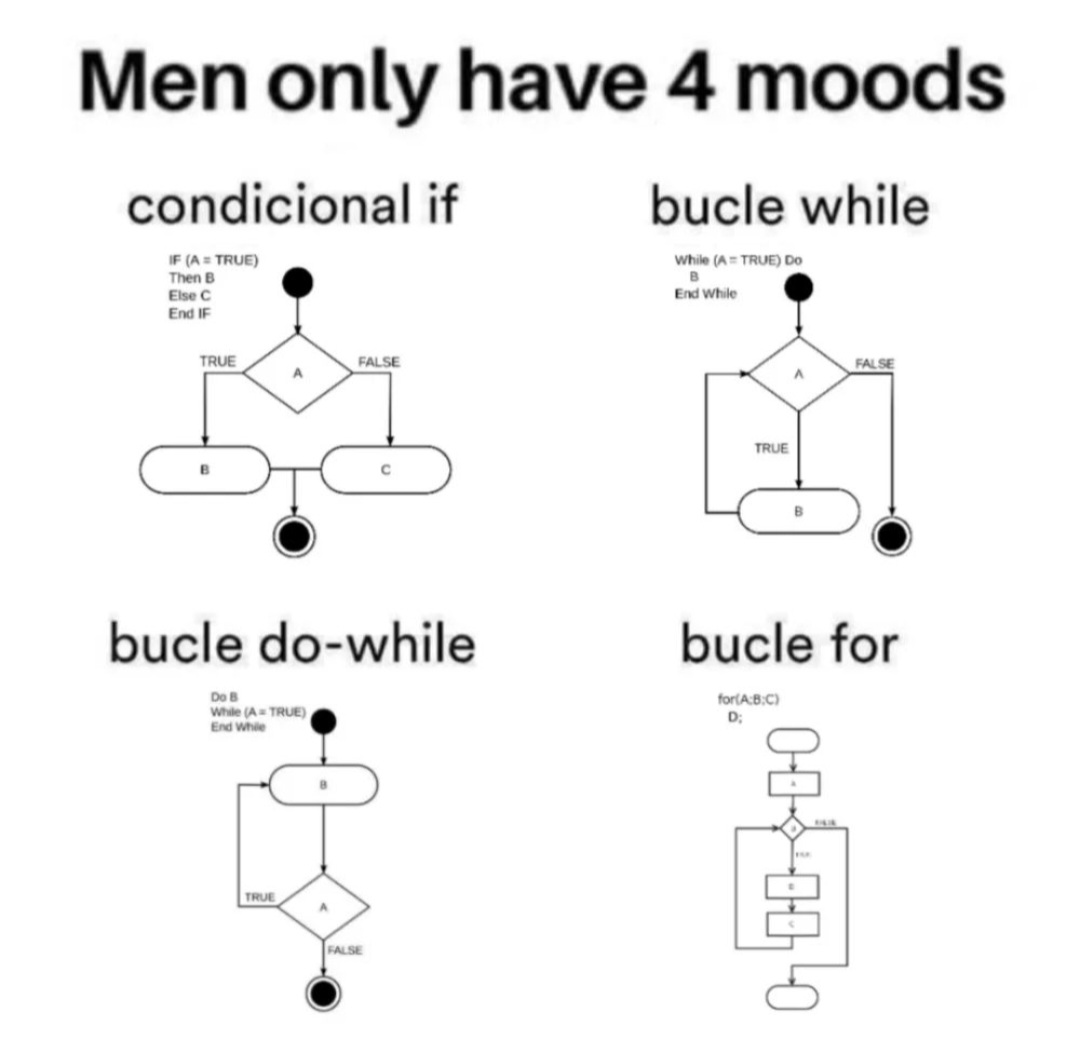 Men only have 4 moods
condicional if
IF (A = TRUE)
Then B
Else C
End IF
TRUE
A
FALSE
B
C
bucle while
While (A = TRUE) Do
B
End While
A
FALSE
TRUE
B
bucle do-while
Do B
While (A = TRUE)
End While
B
TRUE
A
FALSE
bucle for
for(A;B;C)
D;
A
FALSE
C